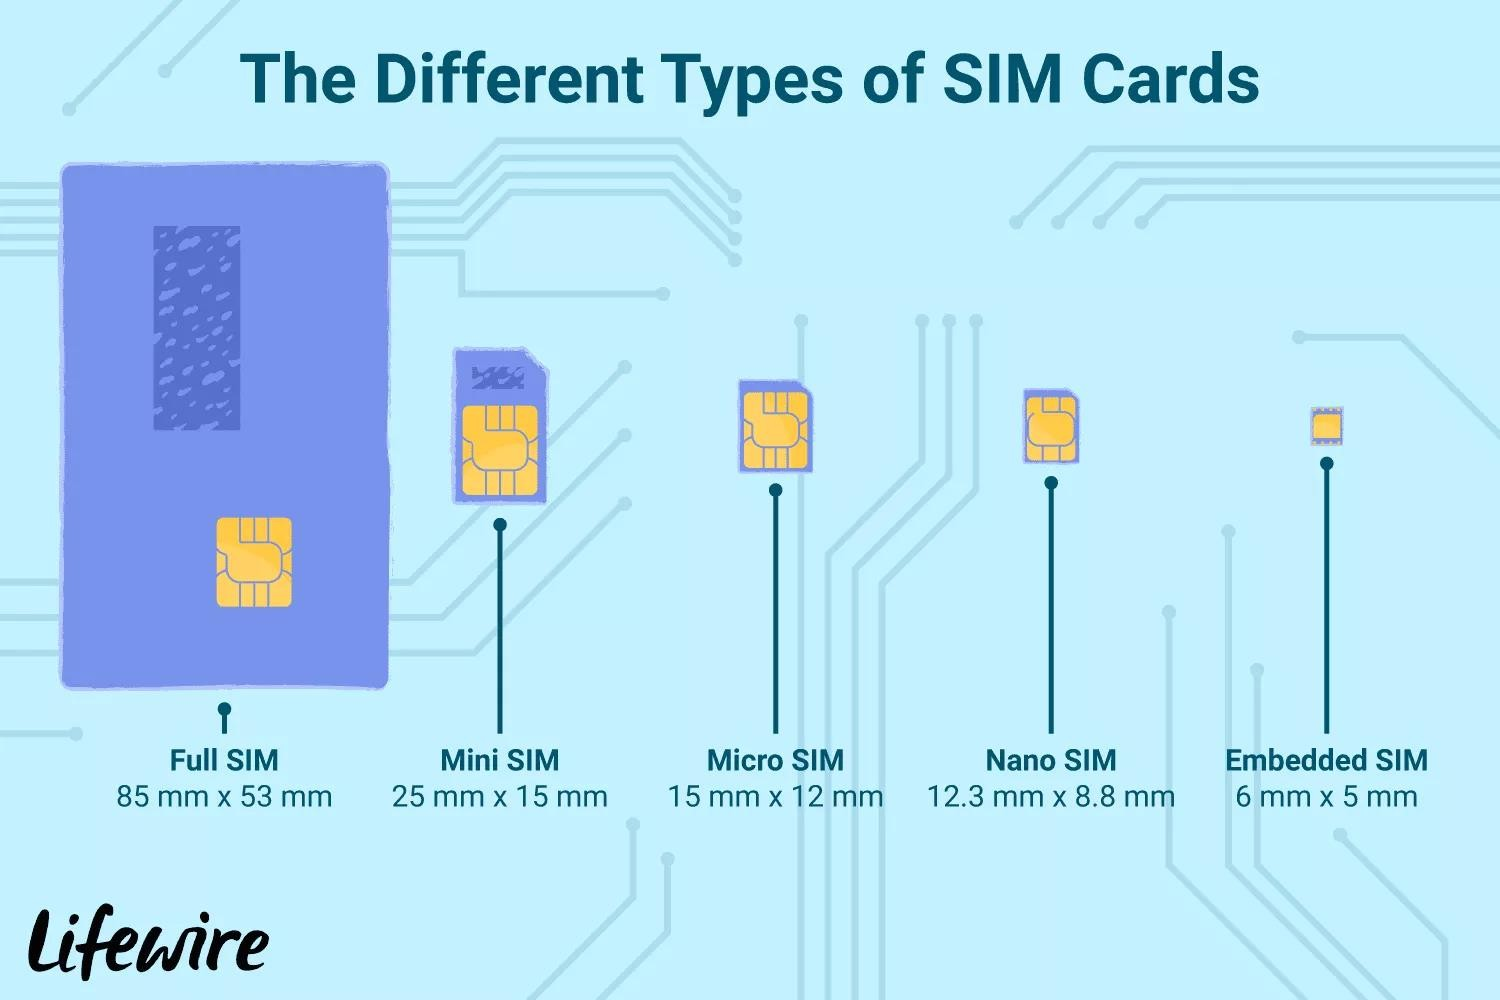 The Different Types of SIM Cards
Full SIM
85 mm x 53 mm
Mini SIM
25 mm x 15 mm
Micro SIM
15 mm x 12 mm
Nano SIM
12.3 mm x 8.8 mm
Embedded SIM
6 mm x 5 mm
Lifewire